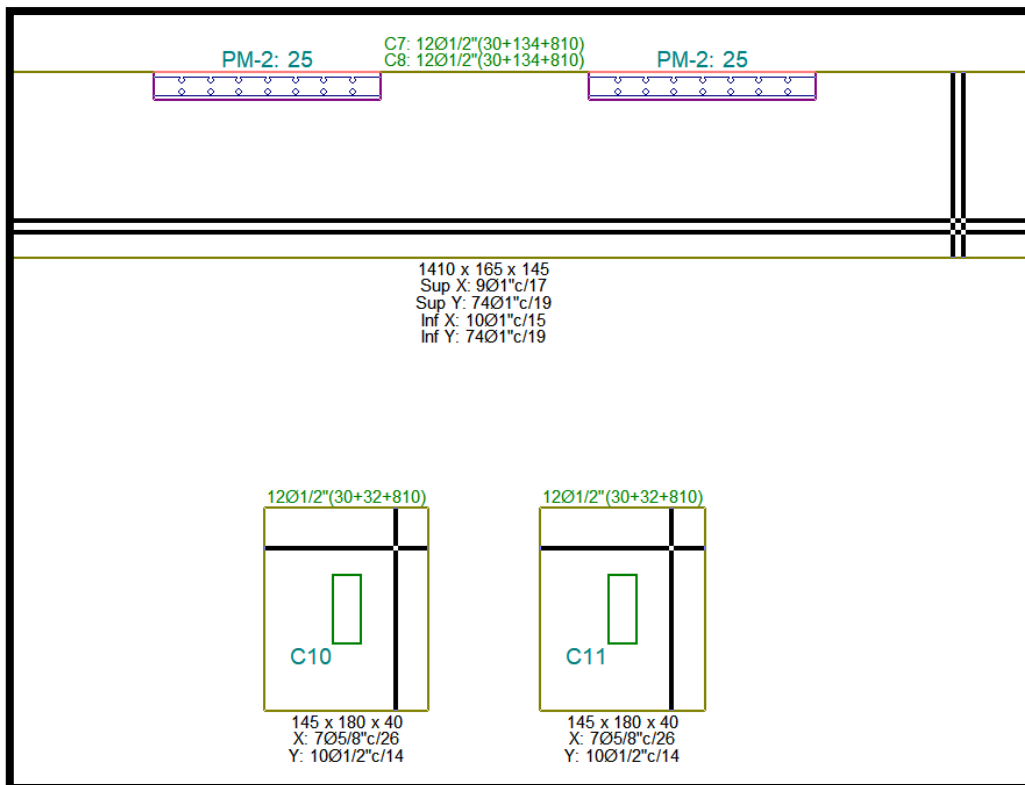 C7: 12Ø1/2"(30+134+810)
C8: 12Ø1/2"(30+134+810)
PM-2: 25
PM-2: 25
1410 x 165 x 145
Sup X: 9Ø1"c/17
Sup Y: 74Ø1"c/19
Inf X: 10Ø1"c/15
Inf Y: 74Ø1"c/19
12Ø1/2"(30+32+810)
C10
145 x 180 x 40
X: 7Ø5/8"c/26
Y: 10Ø1/2"c/14
12Ø1/2"(30+32+810)
C11
145 x 180 x 40
X: 7Ø5/8"c/26
Y: 10Ø1/2"c/14